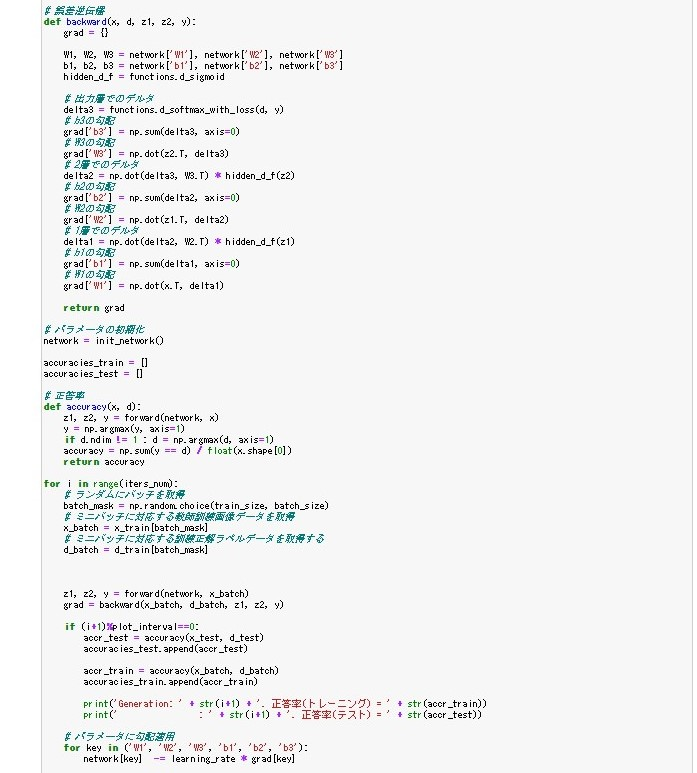 # 誤差逆伝播
def backward(x, d, z1, z2, y):
    grad = {}
    W1, W2, W3 = network['W1'], network['W2'], network['W3']
    b1, b2, b3 = network['b1'], network['b2'], network['b3']
    hidden_d_f = functions.d_sigmoid
    # 出力層でのデルタ
    delta3 = functions.d_softmax_with_loss(d, y)
    # b3の勾配
    grad['b3'] = np.sum(delta3, axis=0)
    # W3の勾配
    grad['W3'] = np.dot(z2.T, delta3)
    # 2層でのデルタ
    delta2 = np.dot(delta3, W3.T) * hidden_d_f(z2)
    # b2の勾配
    grad['b2'] = np.sum(delta2, axis=0)
    # W2の勾配
    grad['W2'] = np.dot(z1.T, delta2)
    # 1層でのデルタ
    delta1 = np.dot(delta2, W2.T) * hidden_d_f(z1)
    # b1の勾配
    grad['b1'] = np.sum(delta1, axis=0)
    # W1の勾配
    grad['W1'] = np.dot(x.T, delta1)
    return grad
# パラメータの初期化
network = init_network()
accuracies_train = []
accuracies_test = []
# 正答率
def accuracy(x, d):
    z1, z2, y = forward(network, x)
    y = np.argmax(y, axis=1)
    if d.ndim != 1 : d = np.argmax(d, axis=1)
    accuracy = np.sum(y == d) / float(x.shape[0])
    return accuracy
for i in range(iters_num):
    # ランダムにバッチを取得
    batch_mask = np.random.choice(train_size, batch_size)
    # ミニバッチに対応する教師訓練画像データを取得
    x_batch = x_train[batch_mask]
    # ミニバッチに対応する訓練正解ラベルデータを取得する
    d_batch = d_train[batch_mask]
    z1, z2, y = forward(network, x_batch)
    grad = backward(x_batch, d_batch, z1, z2, y)
    if (i+1)%plot_interval==0:
        accr_test = accuracy(x_test, d_test)
        accuracies_test.append(accr_test)
        accr_train = accuracy(x_batch, d_batch)
        accuracies_train.append(accr_train)
        print('Generation: ' + str(i+1) + '. 正答率(トレーニング) = ' + str(accr_train))
        print('                : ' + str(i+1) + '. 正答率(テスト) = ' + str(accr_test))
    # パラメータに勾配適用
    for key in ('W1', 'W2', 'W3', 'b1', 'b2', 'b3'):
        network[key]  -= learning_rate * grad[key]